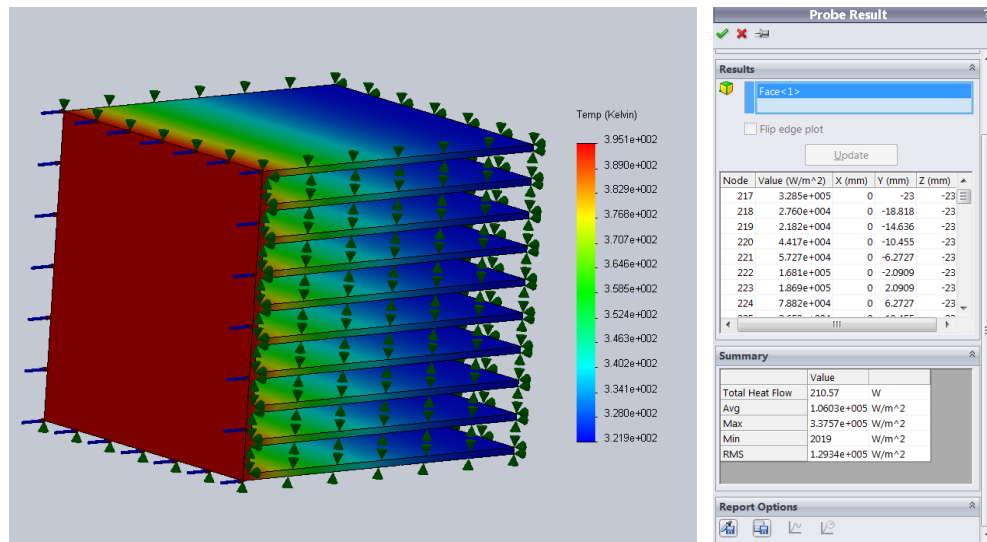 Temp (Kelvin)
3.951e+002
3.890e+002
3.829e+002
3.768e+002
3.707e+002
3.646e+002
3.585e+002
3.524e+002
3.463e+002
3.402e+002
3.341e+002
3.280e+002
3.219e+002
Probe Result
Results
Face<1>
Flip edge plot
Update
Node Value (W/m^2) X (mm) Y (mm) Z (mm)
217 3.285e+005 0 -23 -23
218 2.760e+004 0 -18.818 -23
219 2.182e+004 0 -14.636 -23
220 4.417e+004 0 -10.455 -23
221 5.727e+004 0 -6.2727 -23
222 1.681e+005 0 -2.0909 -23
223 1.869e+005 0 2.0909 -23
224 7.882e+004 0 6.2727 -23
Summary
Value
Total Heat Flow 210.57 W
Avg 1.0603e+005 W/m^2
Max 3.3757e+005 W/m^2
Min 2019 W/m^2
RMS 1.2934e+005 W/m^2
Report Options